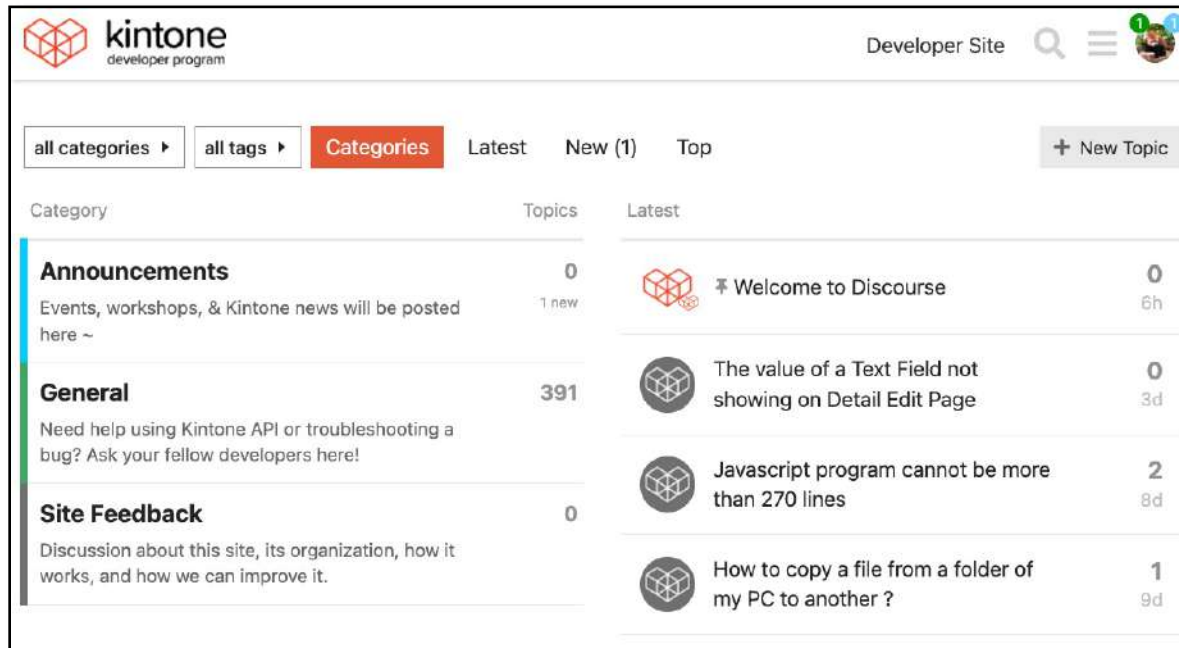 kintone
developer program
Developer Site
1
1
all categories
all tags
Categories
Latest
New (1)
Top
+ New Topic
Category
Topics
Announcements
0
Events, workshops, & Kintone news will be posted
1 new
here ~
General
391
Need help using Kintone API or troubleshooting a
bug? Ask your fellow developers here!
Site Feedback
0
Discussion about this site, its organization, how it
works, and how we can improve it.
Latest
Welcome to Discourse
0
6h
The value of a Text Field not
showing on Detail Edit Page
0
3d
Javascript program cannot be more
than 270 lines
2
8d
How to copy a file from a folder of
my PC to another ?
1
9d